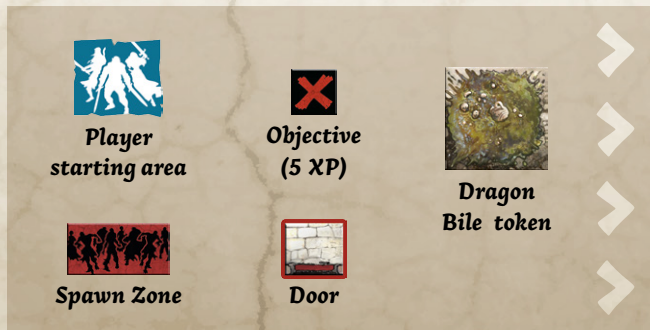 Player
starting area
Objective
(5 XP)
Dragon
Bile token
Spawn Zone
Door